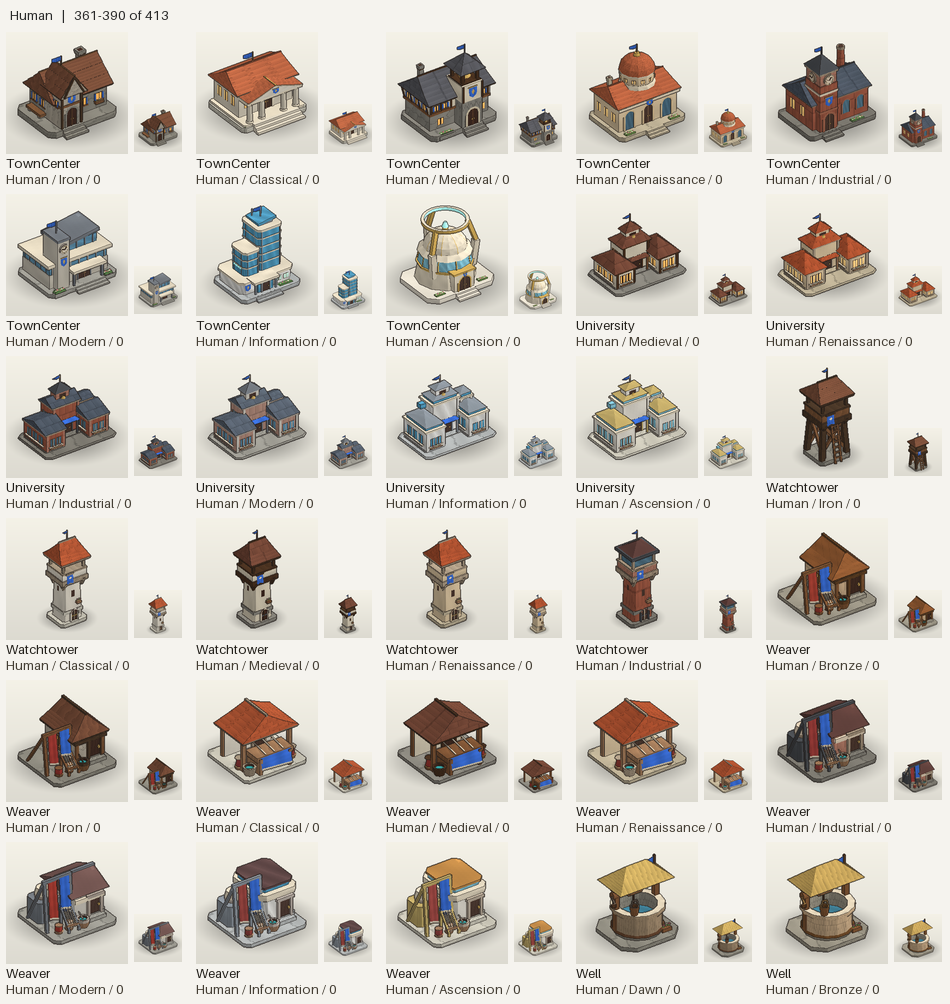 Human | 361-390 of 413
TownCenter
Human / Iron / 0
TownCenter
Human / Classical / 0
TownCenter
Human / Medieval / 0
TownCenter
Human / Renaissance / 0
TownCenter
Human / Industrial / 0
TownCenter
Human / Modern / 0
TownCenter
Human / Information / 0
TownCenter
Human / Ascension / 0
University
Human / Medieval / 0
University
Human / Renaissance / 0
University
Human / Industrial / 0
University
Human / Modern / 0
University
Human / Information / 0
University
Human / Ascension / 0
Watchtower
Human / Iron / 0
Watchtower
Human / Classical / 0
Watchtower
Human / Medieval / 0
Watchtower
Human / Renaissance / 0
Watchtower
Human / Industrial / 0
Weaver
Human / Bronze / 0
Weaver
Human / Iron / 0
Weaver
Human / Classical / 0
Weaver
Human / Medieval / 0
Weaver
Human / Renaissance / 0
Weaver
Human / Industrial / 0
Weaver
Human / Modern / 0
Weaver
Human / Information / 0
Weaver
Human / Ascension / 0
Well
Human / Dawn / 0
Well
Human / Bronze / 0